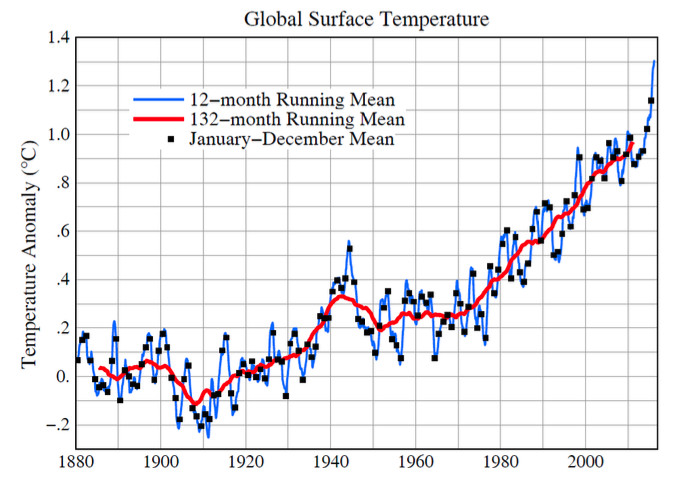 Global Surface Temperature
1.4
1.2
1.0
.8
.6
.4
.2
0.
−.2
Temperature Anomaly (°C)
12−month Running Mean
132−month Running Mean
January−December Mean
1880 1900 1920 1940 1960 1980 2000